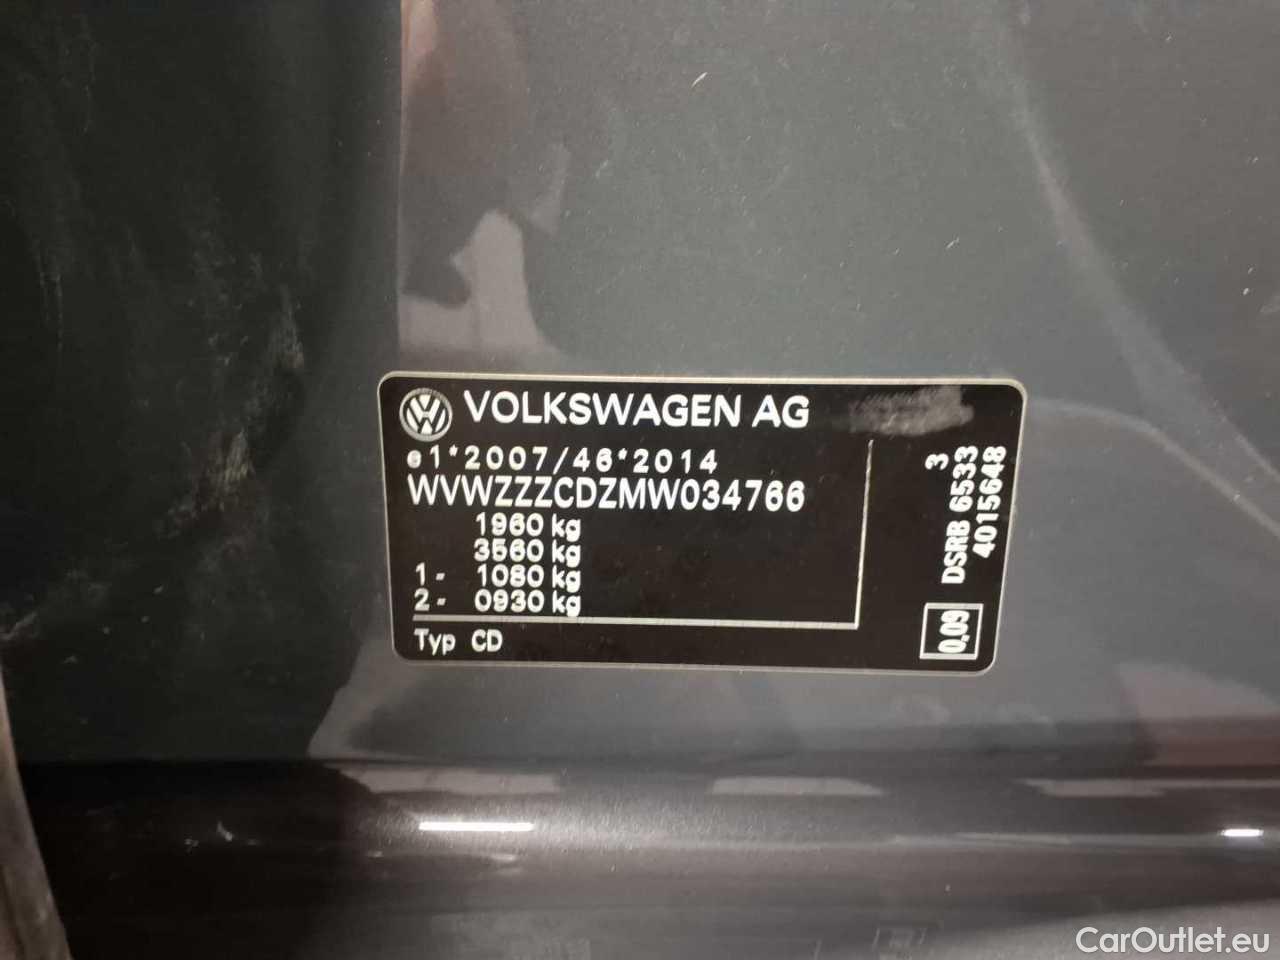 VOLKSWAGEN AG
e1*2007/46*2014
WVWZZZCDZMW034766
1960 kg
3560 kg
1- 1080 kg
2- 0930 kg
Typ CD
3
DSRB 6533
4015648
0,09
CarOutlet.eu